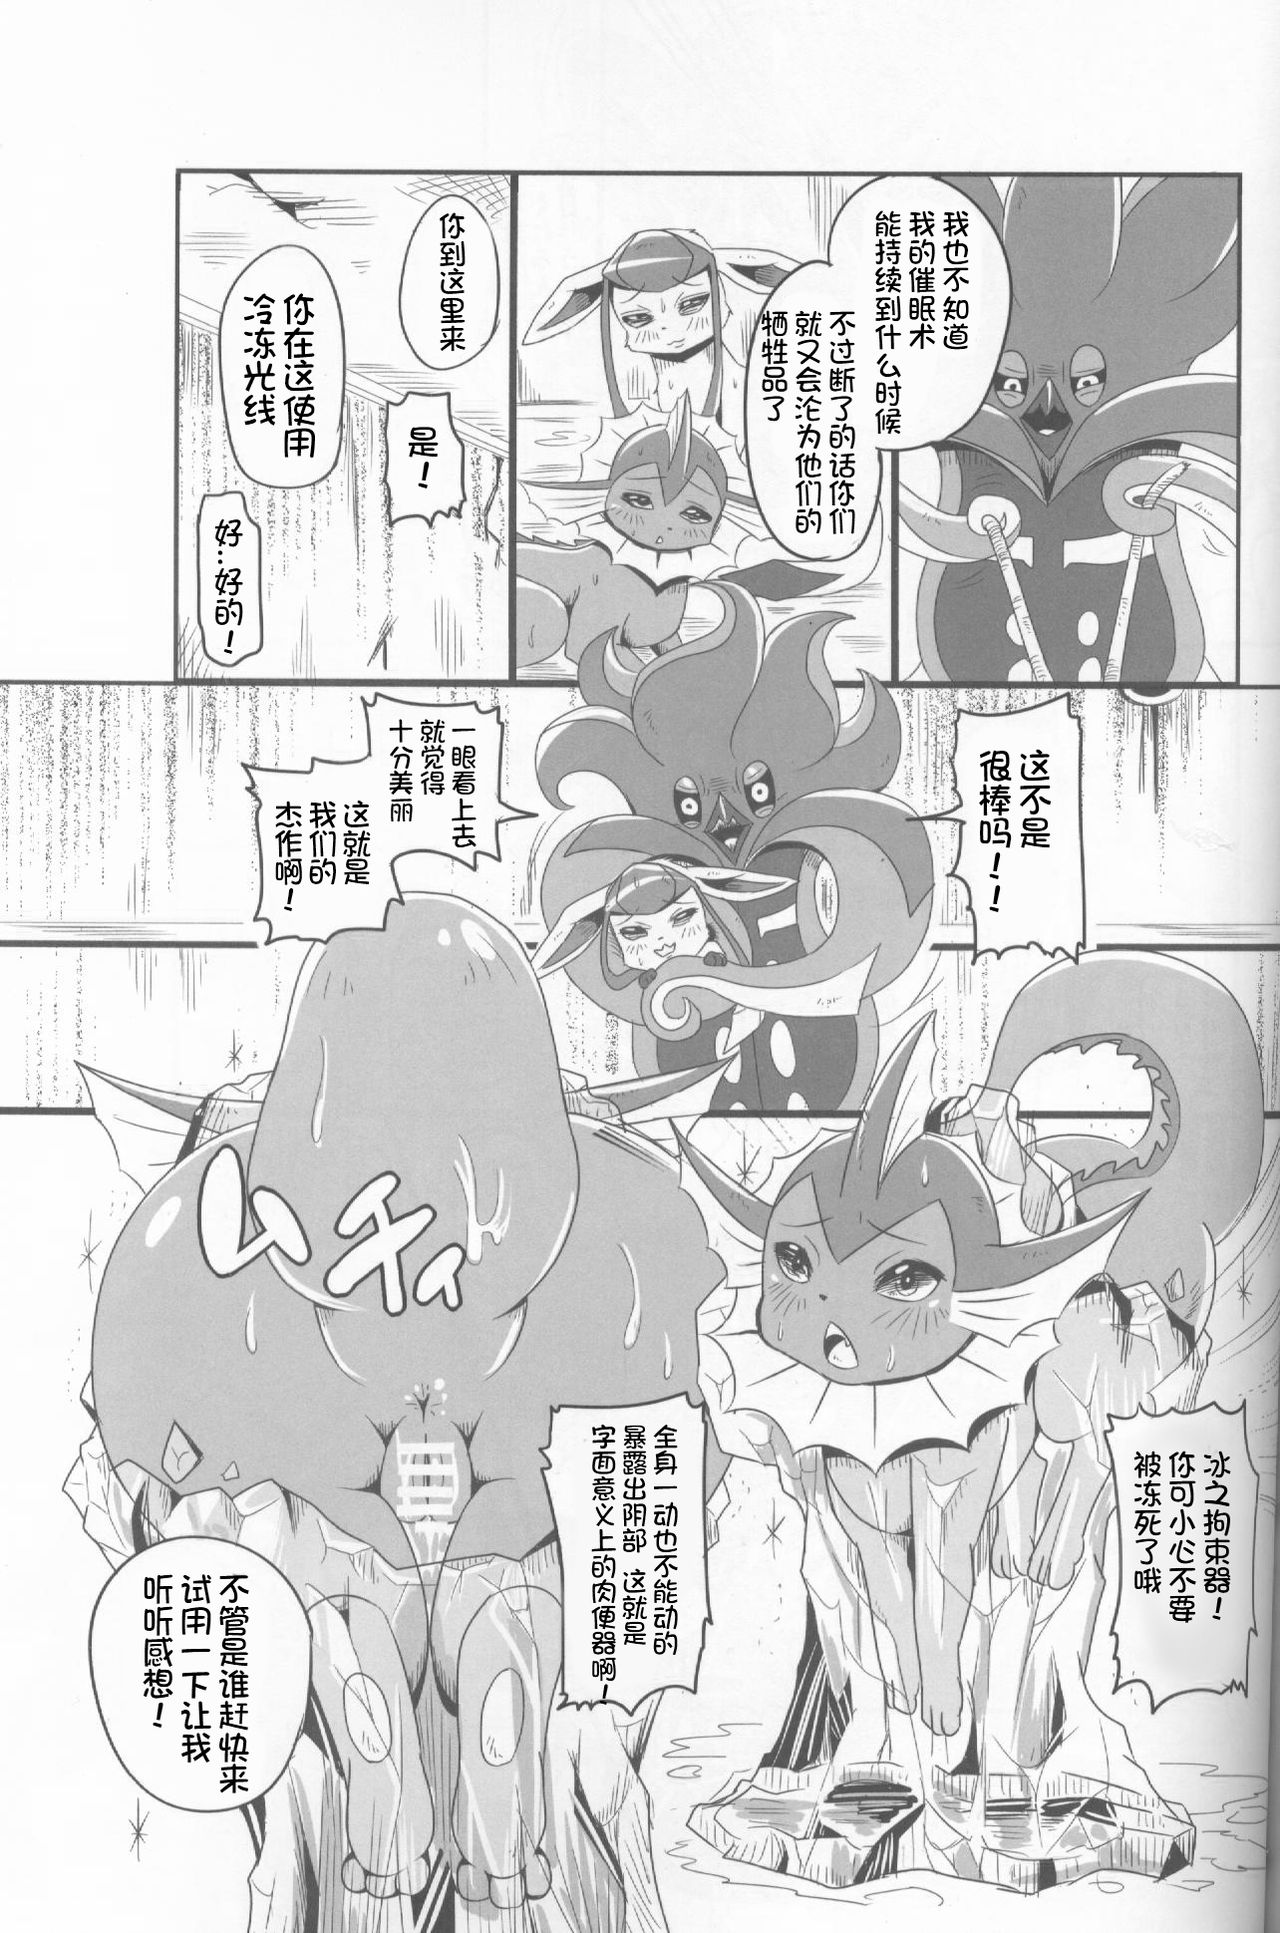 我也不知道
我的催眠术
能持续到什么时候
不过断了的话你们
就又会沦为他们的
牺牲品了
你到这里来
是！
你在这使用
冷冻光线
好…好的！
这不是
很棒吗！！
一眼看上去
就觉得
十分美丽
这就是
我们的
杰作啊！
ムチィ
冰之拘束器！
你可小心不要
被冻死了哦
全身一动也不能动的
暴露出阴部 这就是
字面意义上的肉便器啊！
不管是谁赶快来
试用一下让我
听听感想！